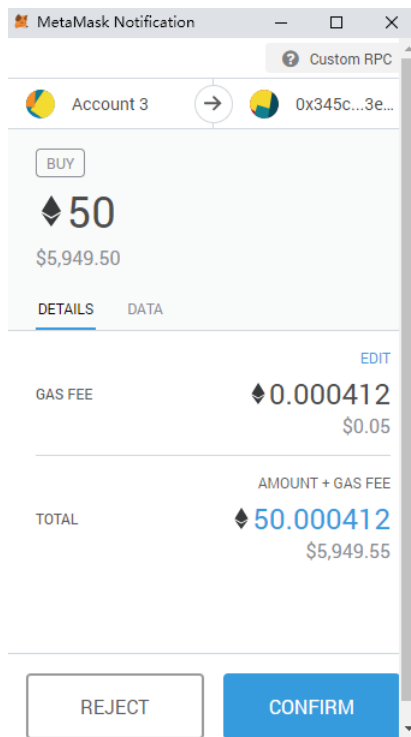 MetaMask Notification
Custom RPC
Account 3
0x345c...3e...
BUY
50
$5,949.50
DETAILS DATA
EDIT
GAS FEE 0.000412
$0.05
AMOUNT + GAS FEE
TOTAL 50.000412
$5,949.55
REJECT CONFIRM